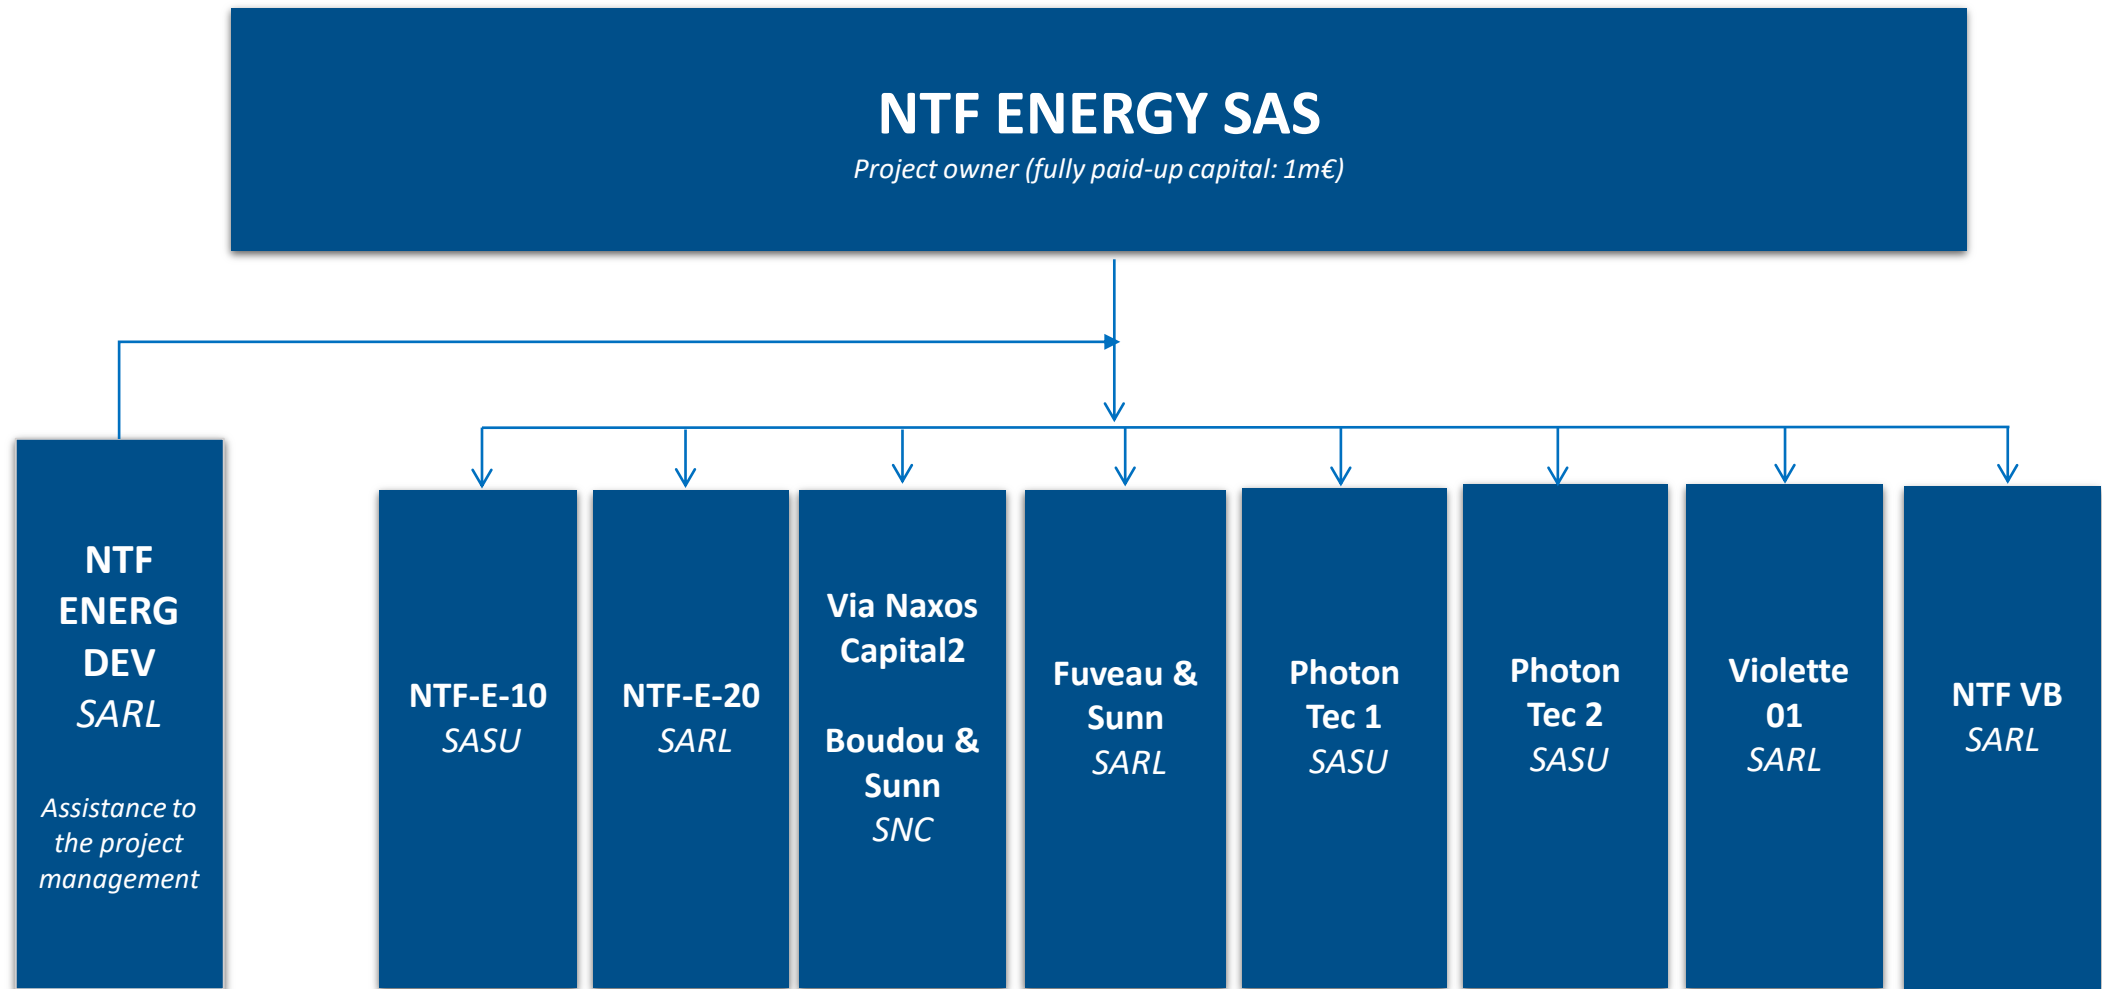 NTF ENERGY SAS
Project owner (fully paid-up capital: 1m€)
NTF
ENERG
DEV
SARL
Assistance to
the project
management
NTF-E-10
SASU
NTF-E-20
SARL
Via Naxos
Capital2
Boudou &
Sunn
SNC
Fuveau &
Sunn
SARL
Photon
Tec 1
SASU
Photon
Tec 2
SASU
Violette
01
SARL
NTF VB
SARL